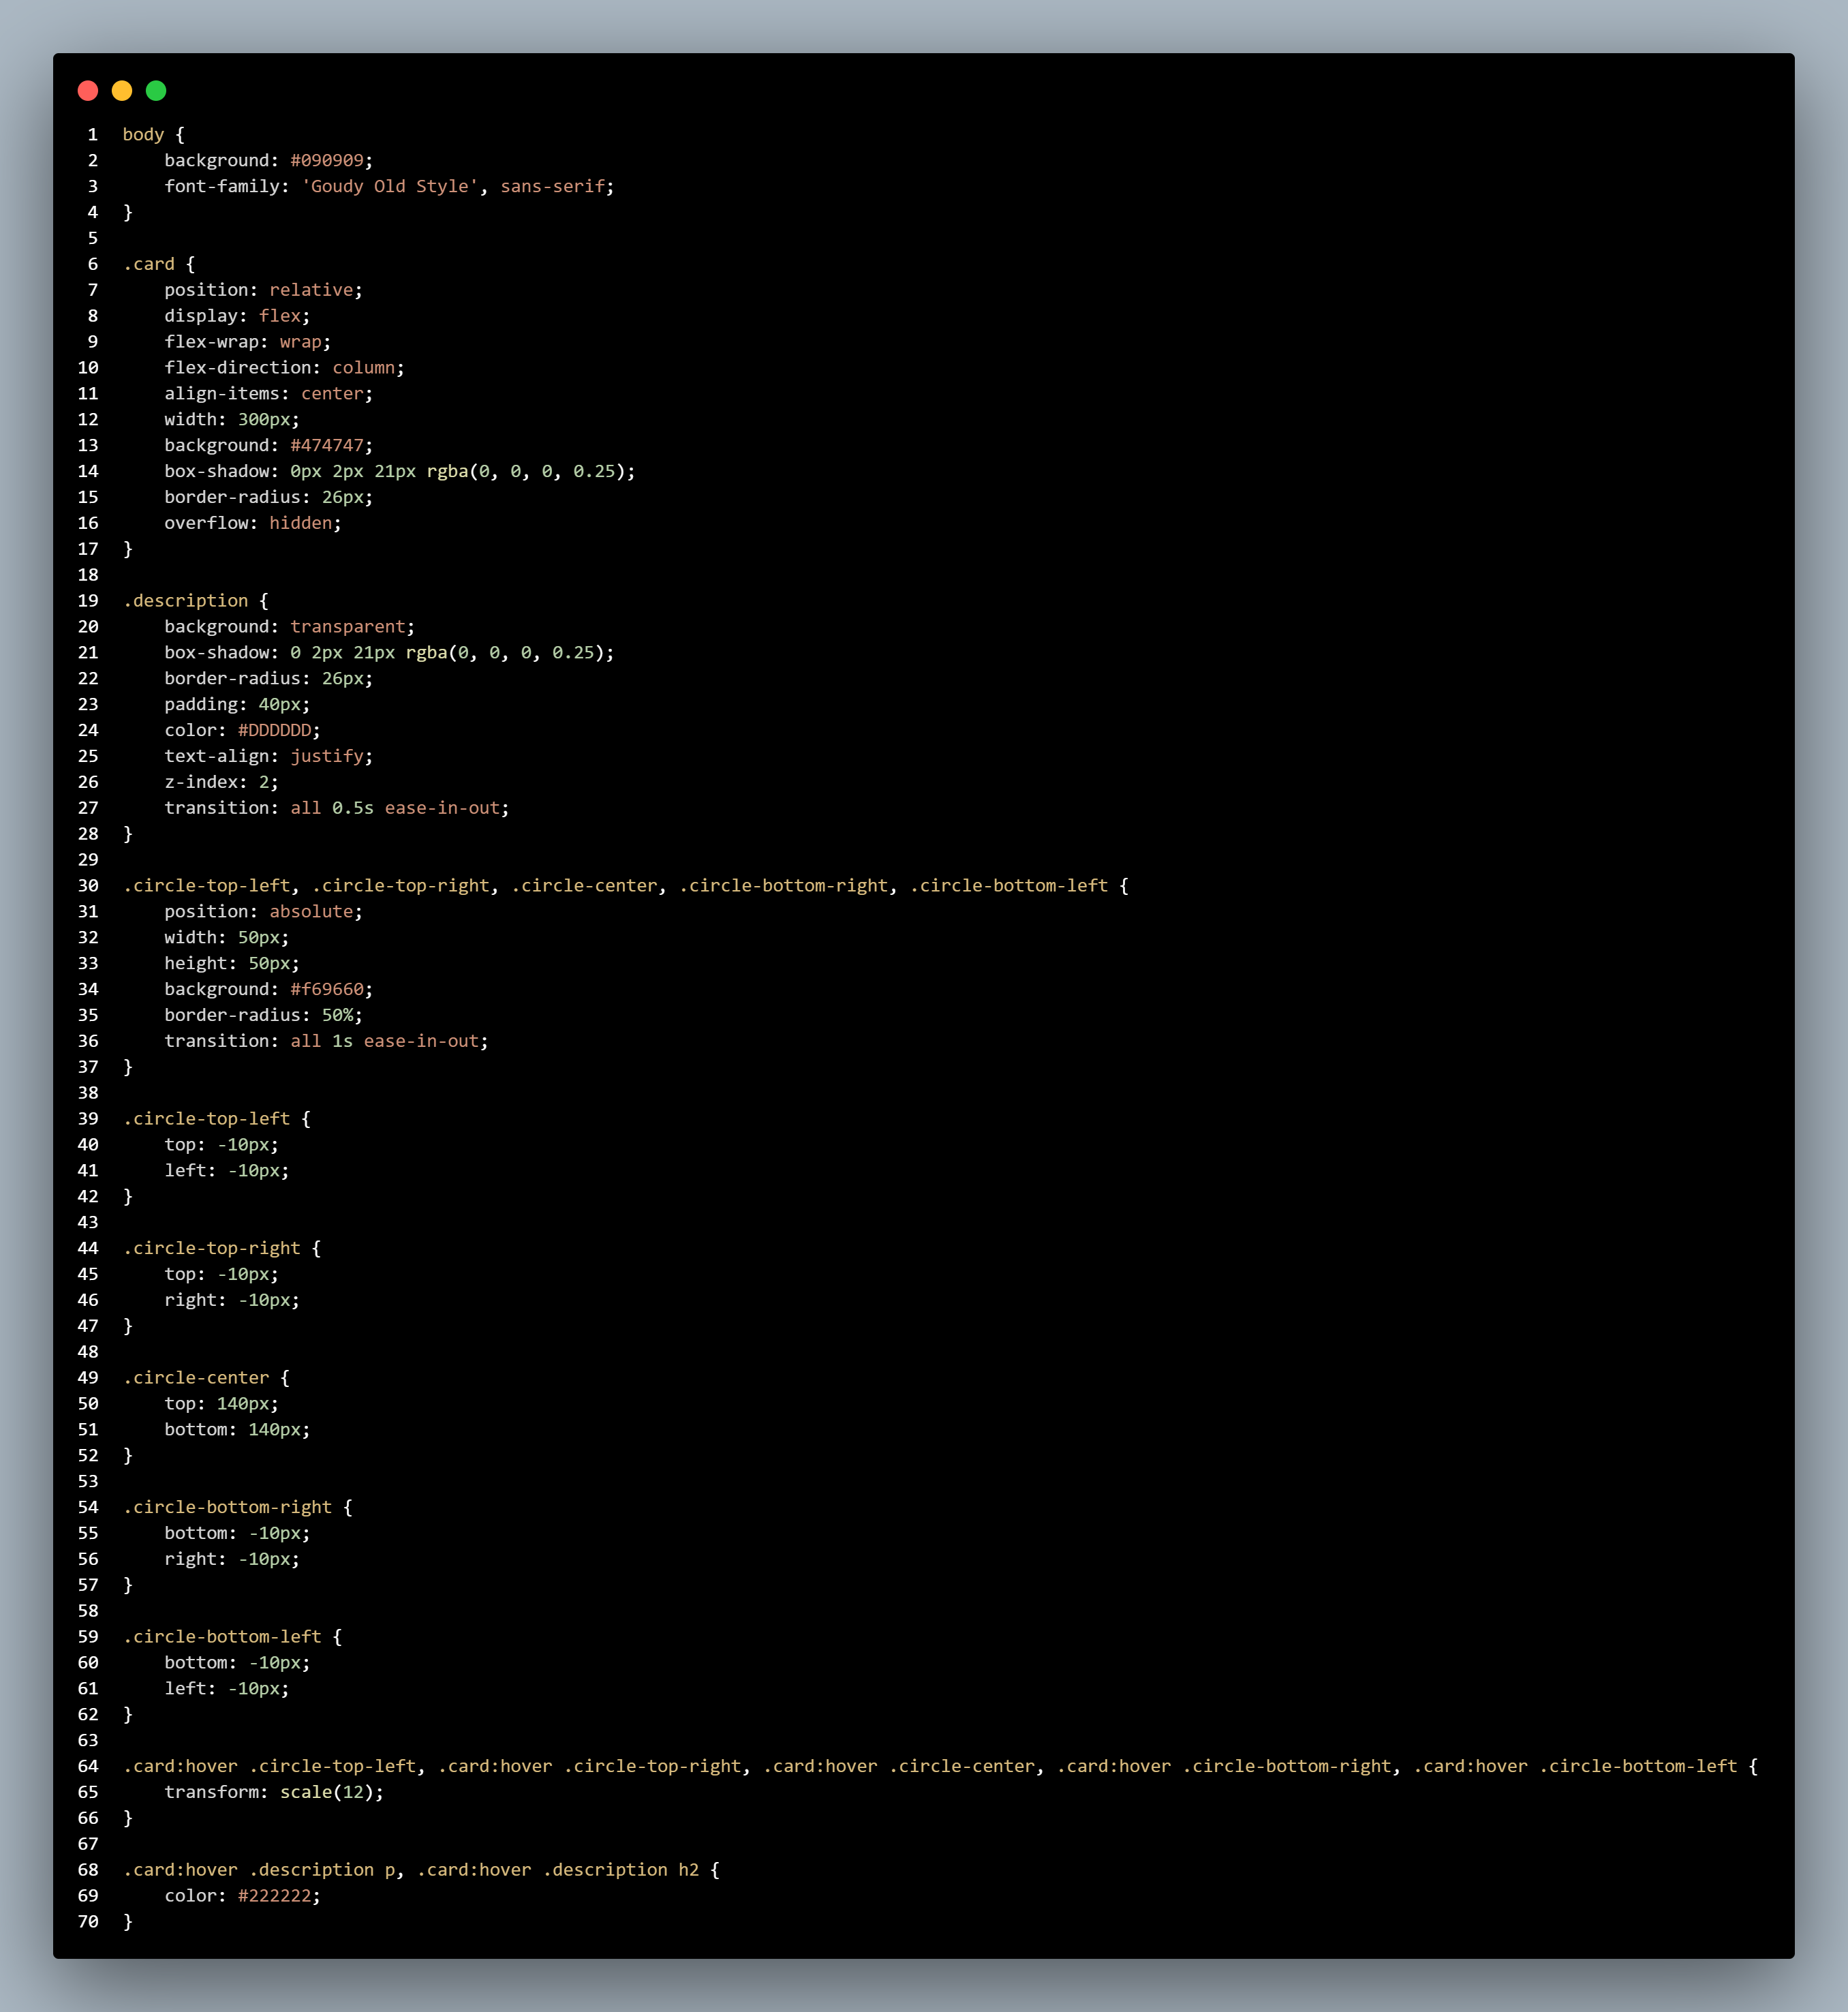 1 body {
2     background: #090909;
3     font-family: 'Goudy Old Style', sans-serif;
4 }
5
6 .card {
7     position: relative;
8     display: flex;
9     flex-wrap: wrap;
10     flex-direction: column;
11     align-items: center;
12     width: 300px;
13     background: #474747;
14     box-shadow: 0px 2px 21px rgba(0, 0, 0, 0.25);
15     border-radius: 26px;
16     overflow: hidden;
17 }
18
19 .description {
20     background: transparent;
21     box-shadow: 0 2px 21px rgba(0, 0, 0, 0.25);
22     border-radius: 26px;
23     padding: 40px;
24     color: #DDDDDD;
25     text-align: justify;
26     z-index: 2;
27     transition: all 0.5s ease-in-out;
28 }
29
30 .circle-top-left, .circle-top-right, .circle-center, .circle-bottom-right, .circle-bottom-left {
31     position: absolute;
32     width: 50px;
33     height: 50px;
34     background: #f69660;
35     border-radius: 50%;
36     transition: all 1s ease-in-out;
37 }
38
39 .circle-top-left {
40     top: -10px;
41     left: -10px;
42 }
43
44 .circle-top-right {
45     top: -10px;
46     right: -10px;
47 }
48
49 .circle-center {
50     top: 140px;
51     bottom: 140px;
52 }
53
54 .circle-bottom-right {
55     bottom: -10px;
56     right: -10px;
57 }
58
59 .circle-bottom-left {
60     bottom: -10px;
61     left: -10px;
62 }
63
64 .card:hover .circle-top-left, .card:hover .circle-top-right, .card:hover .circle-center, .card:hover .circle-bottom-right, .card:hover .circle-bottom-left {
65     transform: scale(12);
66 }
67
68 .card:hover .description p, .card:hover .description h2 {
69     color: #222222;
70 }